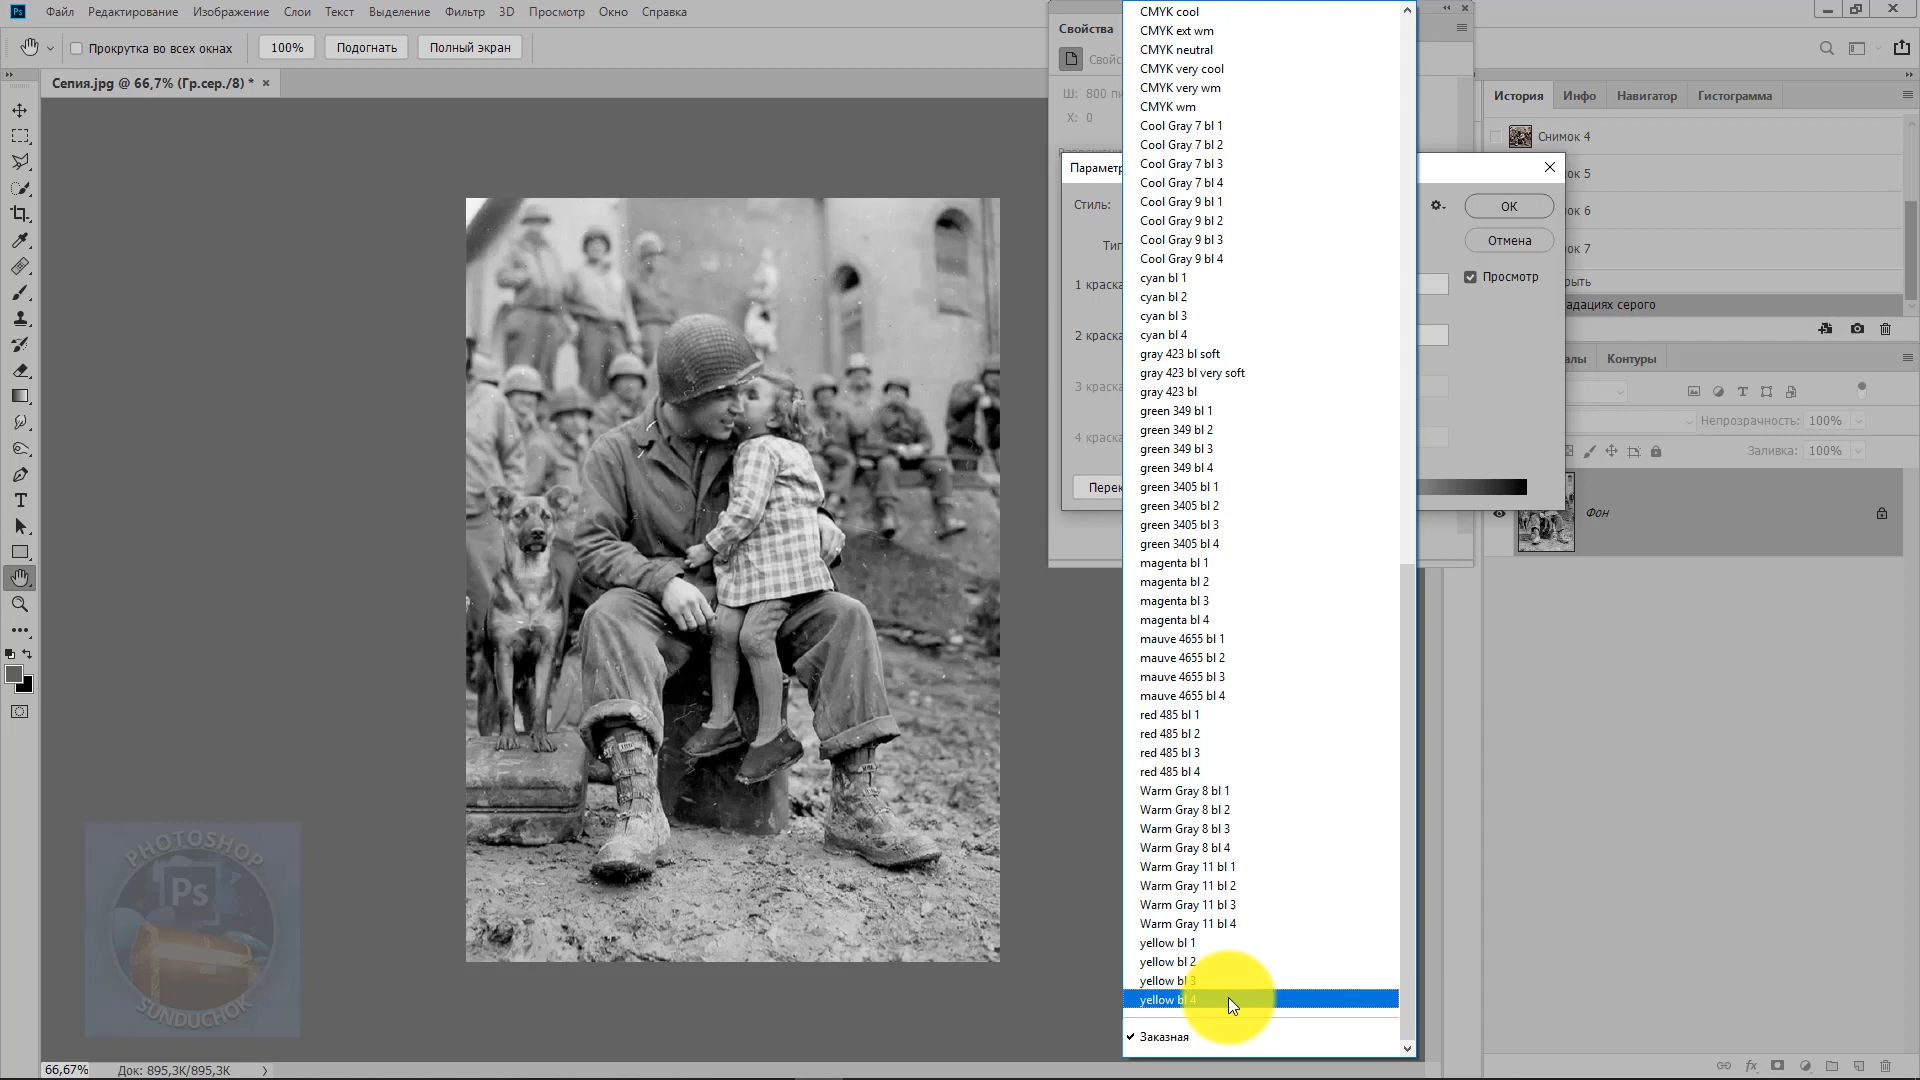 Ps Файл Редактирование Изображение Слои Текст Выделение Фильтр 3D Просмотр Окно Справка
Прокрутка во всех окнах 100% Подогнать Полный экран
Сепия.jpg @ 66,7% (Гр.сер./8) * ×
Свойства
Ш: 800
X: 0
Параметр
Стиль:
1 краска
2 краска
3 краска
4 краска
CMYK cool
CMYK ext wm
CMYK neutral
CMYK very cool
CMYK very wm
CMYK wm
Cool Gray 7 bl 1
Cool Gray 7 bl 2
Cool Gray 7 bl 3
Cool Gray 7 bl 4
Cool Gray 9 bl 1
Cool Gray 9 bl 2
Cool Gray 9 bl 3
Cool Gray 9 bl 4
cyan bl 1
cyan bl 2
cyan bl 3
cyan bl 4
gray 423 bl soft
gray 423 bl very soft
gray 423 bl
green 349 bl 1
green 349 bl 2
green 349 bl 3
green 349 bl 4
green 3405 bl 1
green 3405 bl 2
green 3405 bl 3
green 3405 bl 4
magenta bl 1
magenta bl 2
magenta bl 3
magenta bl 4
mauve 4655 bl 1
mauve 4655 bl 2
mauve 4655 bl 3
mauve 4655 bl 4
red 485 bl 1
red 485 bl 2
red 485 bl 3
red 485 bl 4
Warm Gray 8 bl 1
Warm Gray 8 bl 2
Warm Gray 8 bl 3
Warm Gray 8 bl 4
Warm Gray 11 bl 1
Warm Gray 11 bl 2
Warm Gray 11 bl 3
Warm Gray 11 bl 4
yellow bl 1
yellow bl 2
yellow bl 3
yellow bl 4
Заказная
OK
Отмена
Просмотр
История Инфо Навигатор Гистограмма
Снимок 4
ок 5
ок 6
ок 7
рыть
адациях серого
алы Контуры
Непрозрачность: 100%
Заливка: 100%
Фон
PHOTOSHOP
Ps
SUNDUCHOK
66,67% Док: 895,3K/895,3K